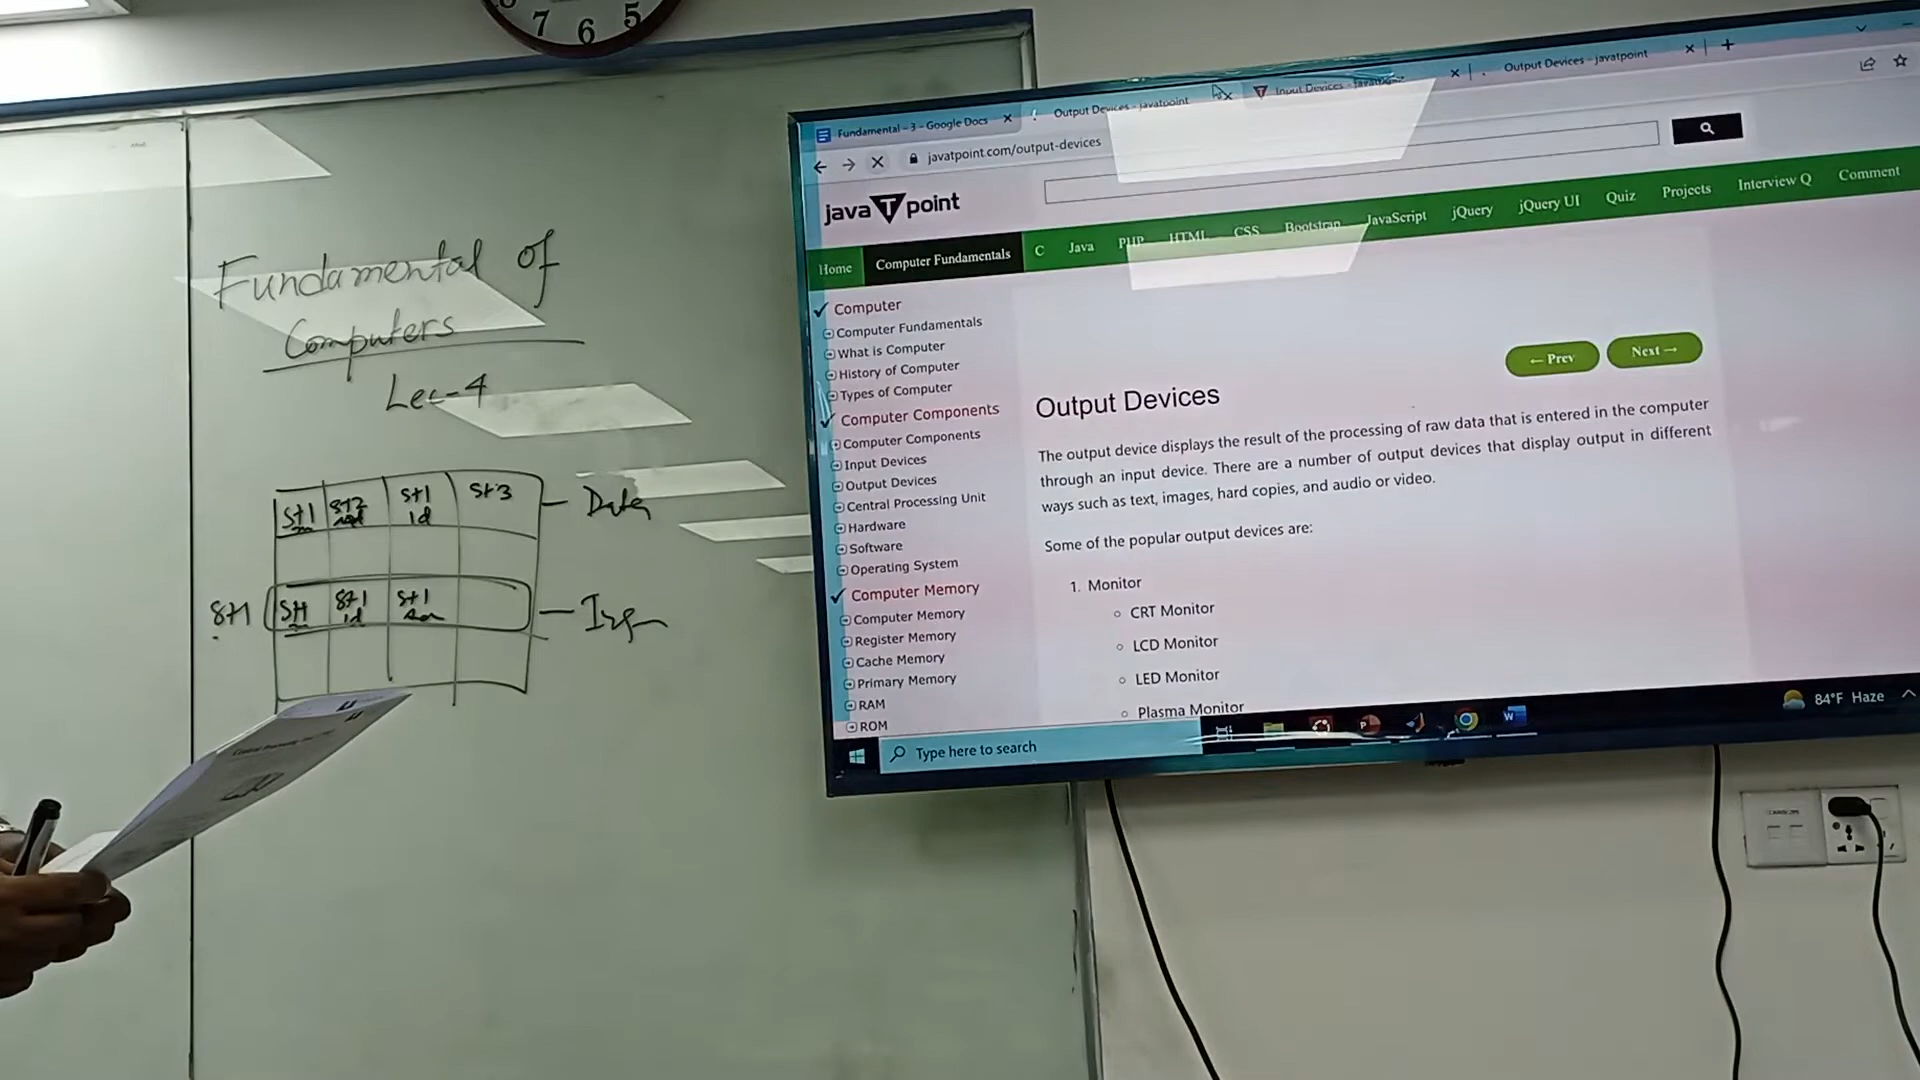 7 6 5
Fundamental of
Computers
Lec-4
St1 St2 St1 id St3 – Data
St1 St1 St1 id St1
Fundamental - 3 - Google Docs
Output Devices - javatpoint
Input Devices - javatpoint
Output Devices - javatpoint
javatpoint.com/output-devices
javaTpoint
Home Computer Fundamentals C Java PHP HTML CSS Bootstrap JavaScript jQuery jQuery UI Quiz Projects Interview Q Comment
Computer
Computer Fundamentals
What is Computer
History of Computer
Types of Computer
Computer Components
Computer Components
Input Devices
Output Devices
Central Processing Unit
Hardware
Software
Operating System
Computer Memory
Computer Memory
Register Memory
Cache Memory
Primary Memory
RAM
ROM
← Prev Next →
Output Devices
The output device displays the result of the processing of raw data that is entered in the computer
through an input device. There are a number of output devices that display output in different
ways such as text, images, hard copies, and audio or video.
Some of the popular output devices are:
1. Monitor
CRT Monitor
LCD Monitor
LED Monitor
Plasma Monitor
Type here to search
84°F Haze